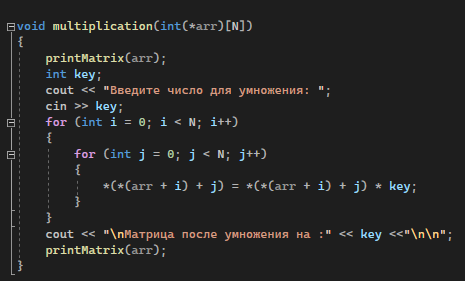 void multiplication(int(*arr)[N])
{
    printMatrix(arr);
    int key;
    cout << "Введите число для умножения: ";
    cin >> key;
    for (int i = 0; i < N; i++)
    {
        for (int j = 0; j < N; j++)
        {
            *(*(arr + i) + j) = *(*(arr + i) + j) * key;
        }
    }
    cout << "\nМатрица после умножения на :" << key <<"\n\n";
    printMatrix(arr);
}